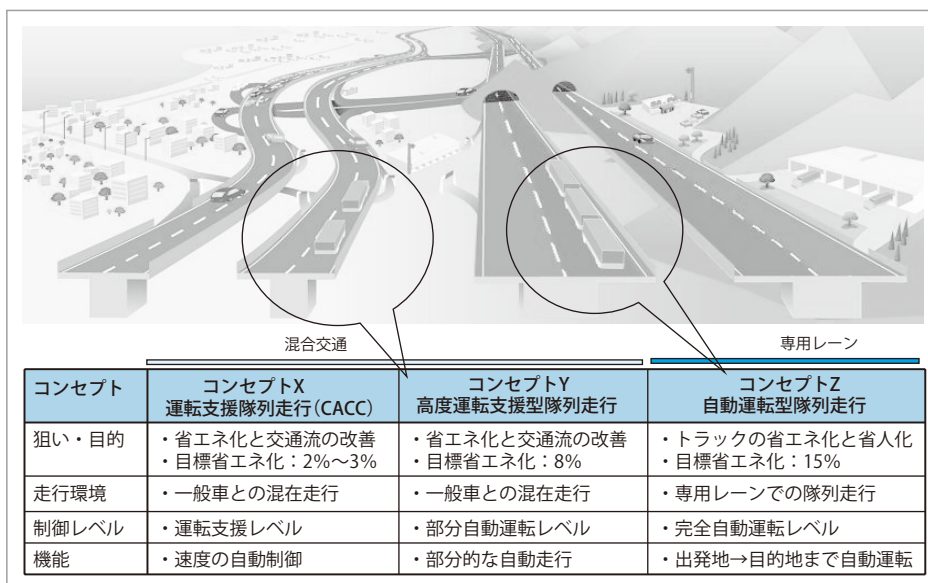 混合交通
専用レーン
コンセプト
コンセプトX
運転支援隊列走行(CACC)
コンセプトY
高度運転支援型隊列走行
コンセプトZ
自動運転型隊列走行
狙い・目的
・省エネ化と交通流の改善
・目標省エネ化：2%〜3%
・省エネ化と交通流の改善
・目標省エネ化：8%
・トラックの省エネ化と省人化
・目標省エネ化：15%
走行環境
・一般車との混在走行
・一般車との混在走行
・専用レーンでの隊列走行
制御レベル
・運転支援レベル
・部分自動運転レベル
・完全自動運転レベル
機能
・速度の自動制御
・部分的な自動走行
・出発地→目的地まで自動運転